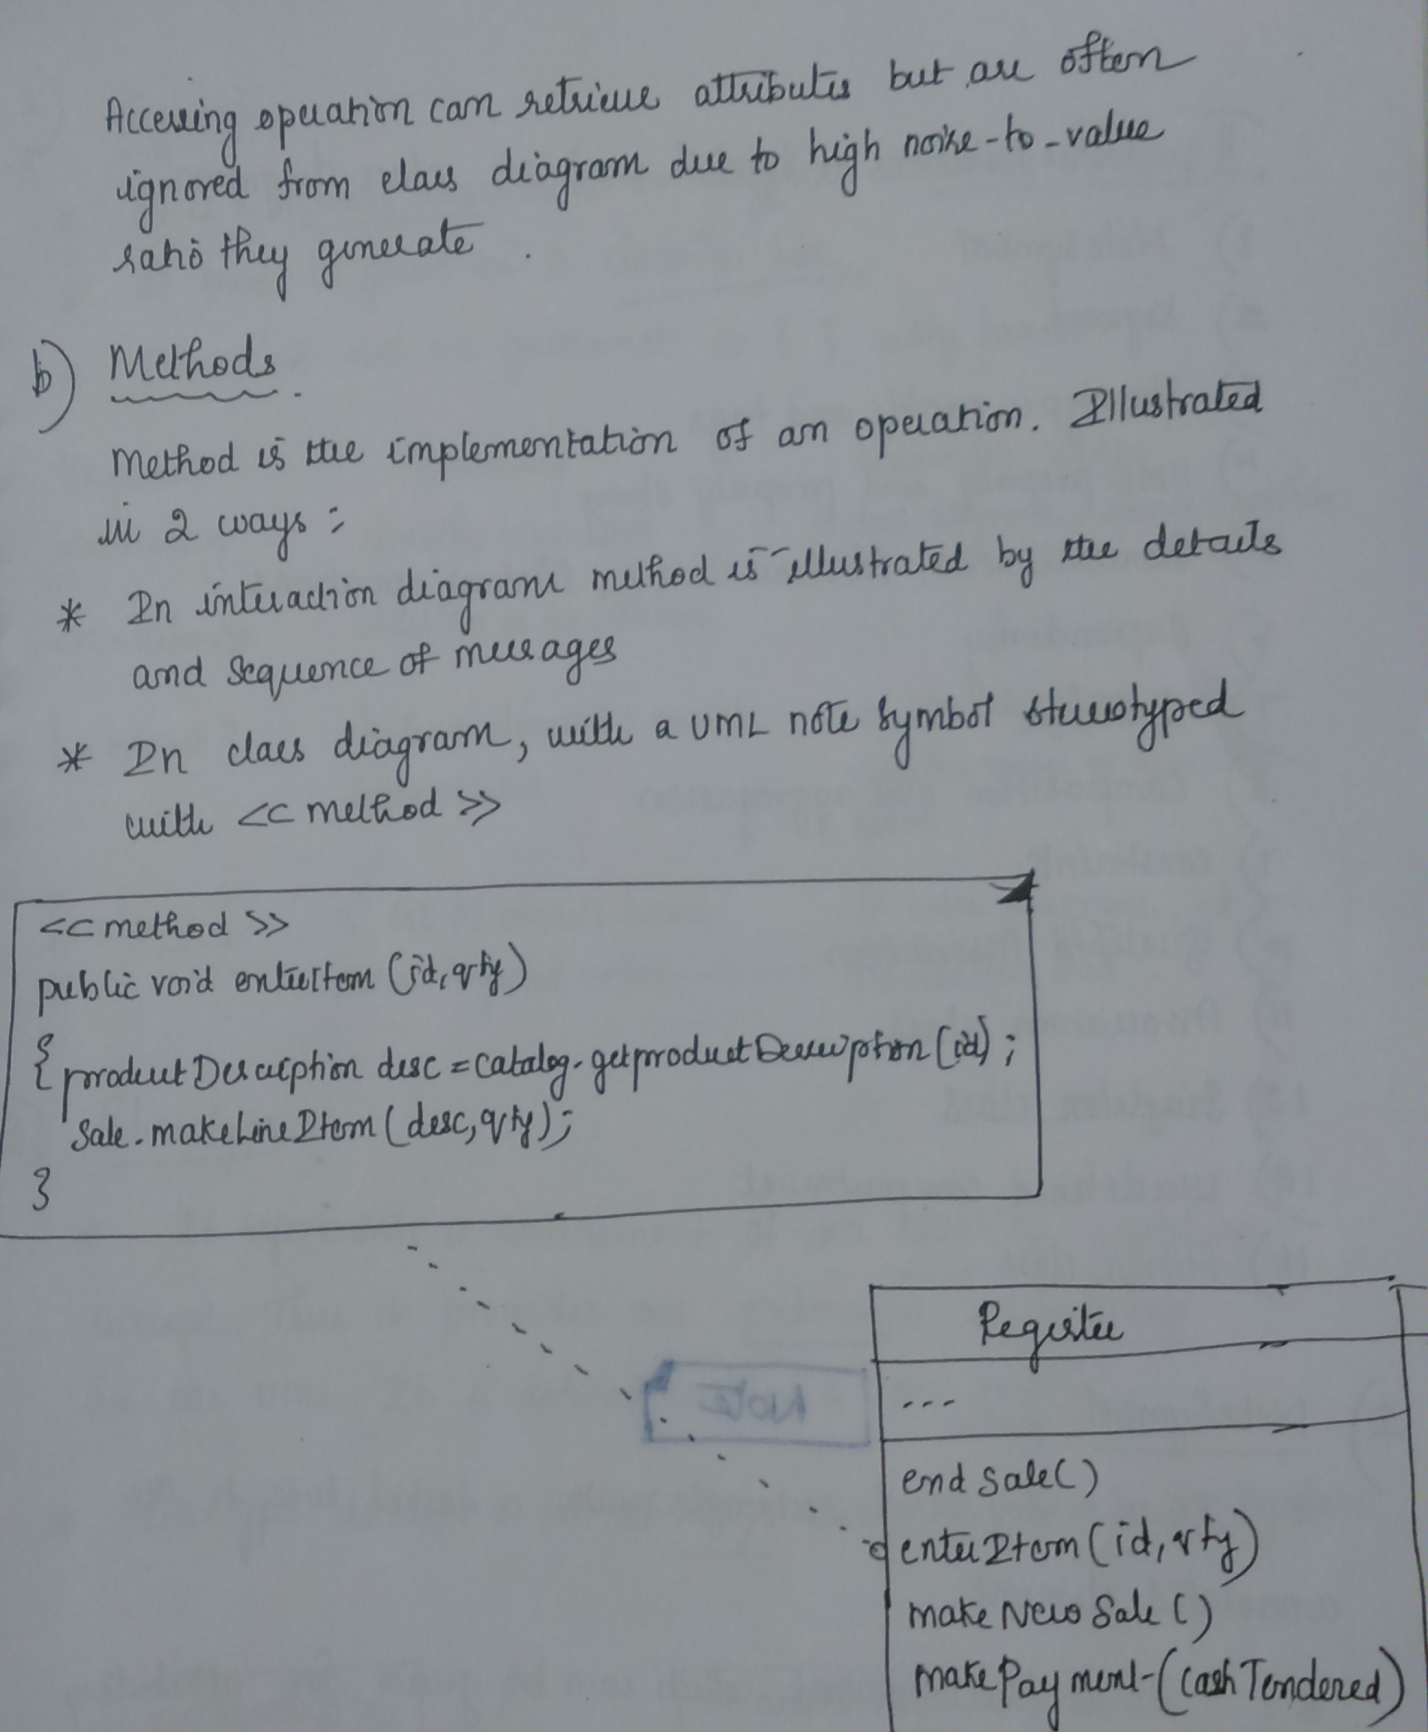 Accessing operation can retrieve attributes but are often
ignored from class diagram due to high noise-to-value
ratio they generate.
b) Methods.
Method is the implementation of an operation. Illustrated
in 2 ways:
* In interaction diagram method is illustrated by the details
and sequence of messages
* In class diagram, with a UML note symbol stereotyped
with <<method>>
<<method>>
public void enterItem (id, qty)
{ productDescription desc = catalog.getproductDescription (id);
Sale.makeLineItem (desc, qty);
}
Register
NOTE
---
end Sale()
enterItem (id, qty)
make New Sale ()
make Payment-(cash Tendered)